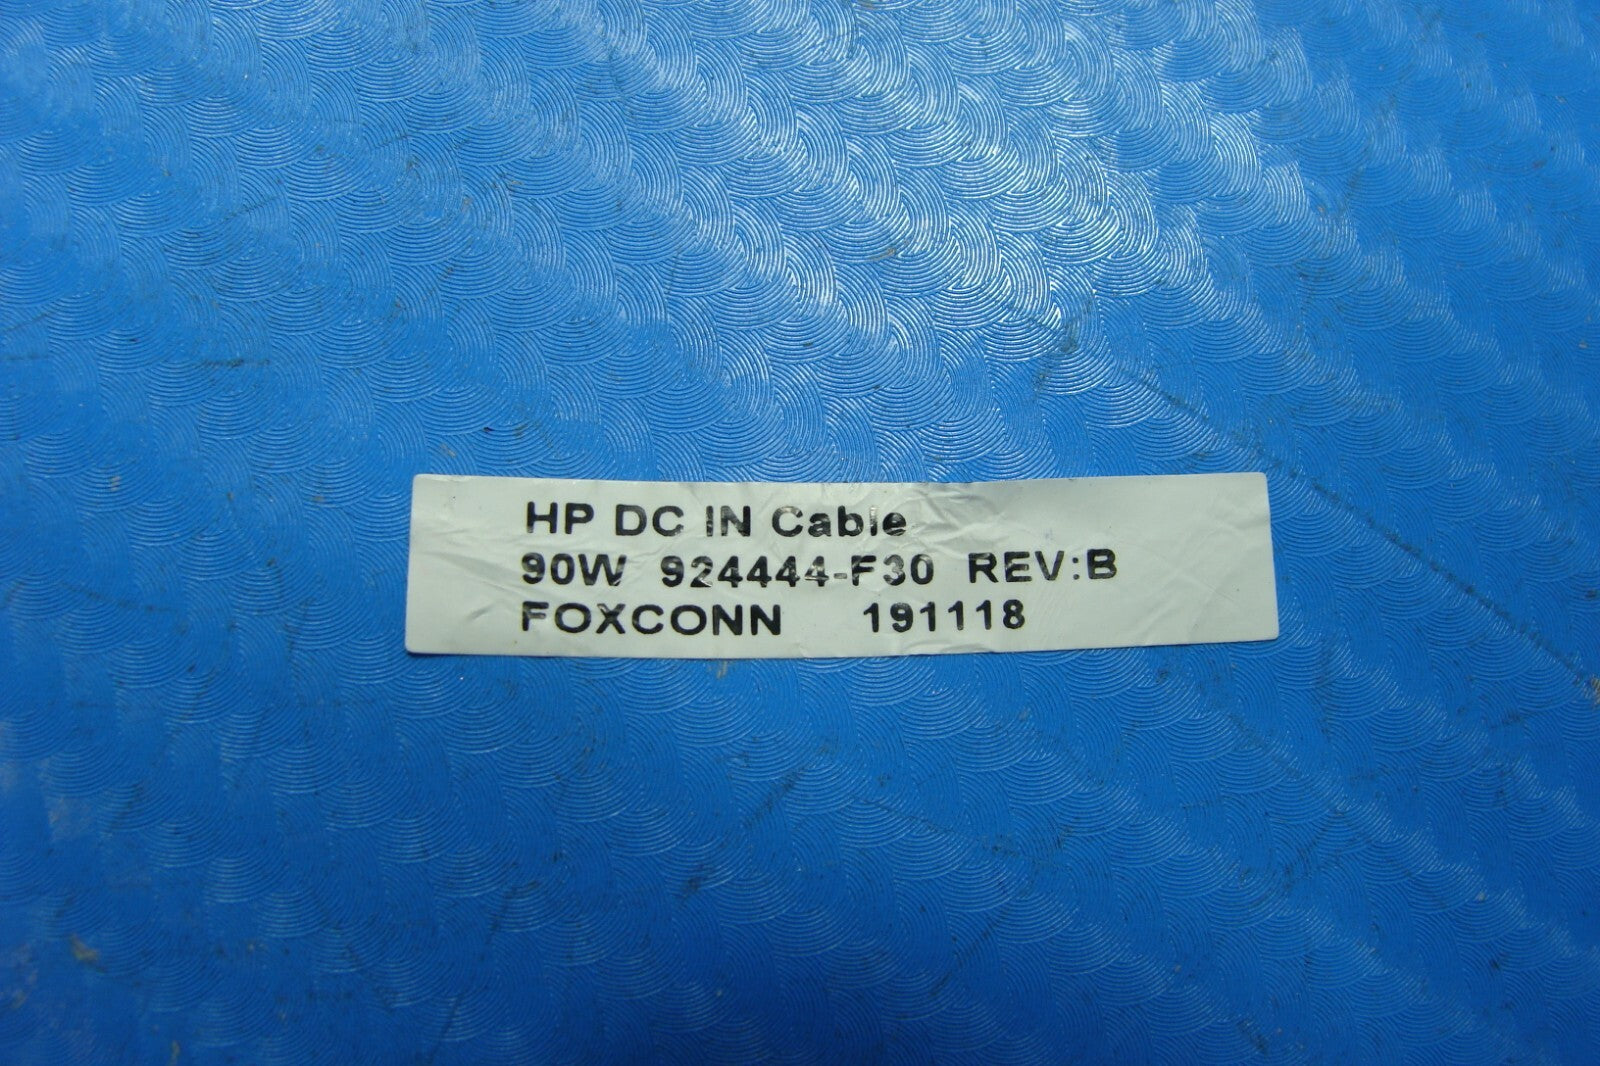 HP DC IN Cable
90W 924444-F30 REV:B
FOXCONN 191118